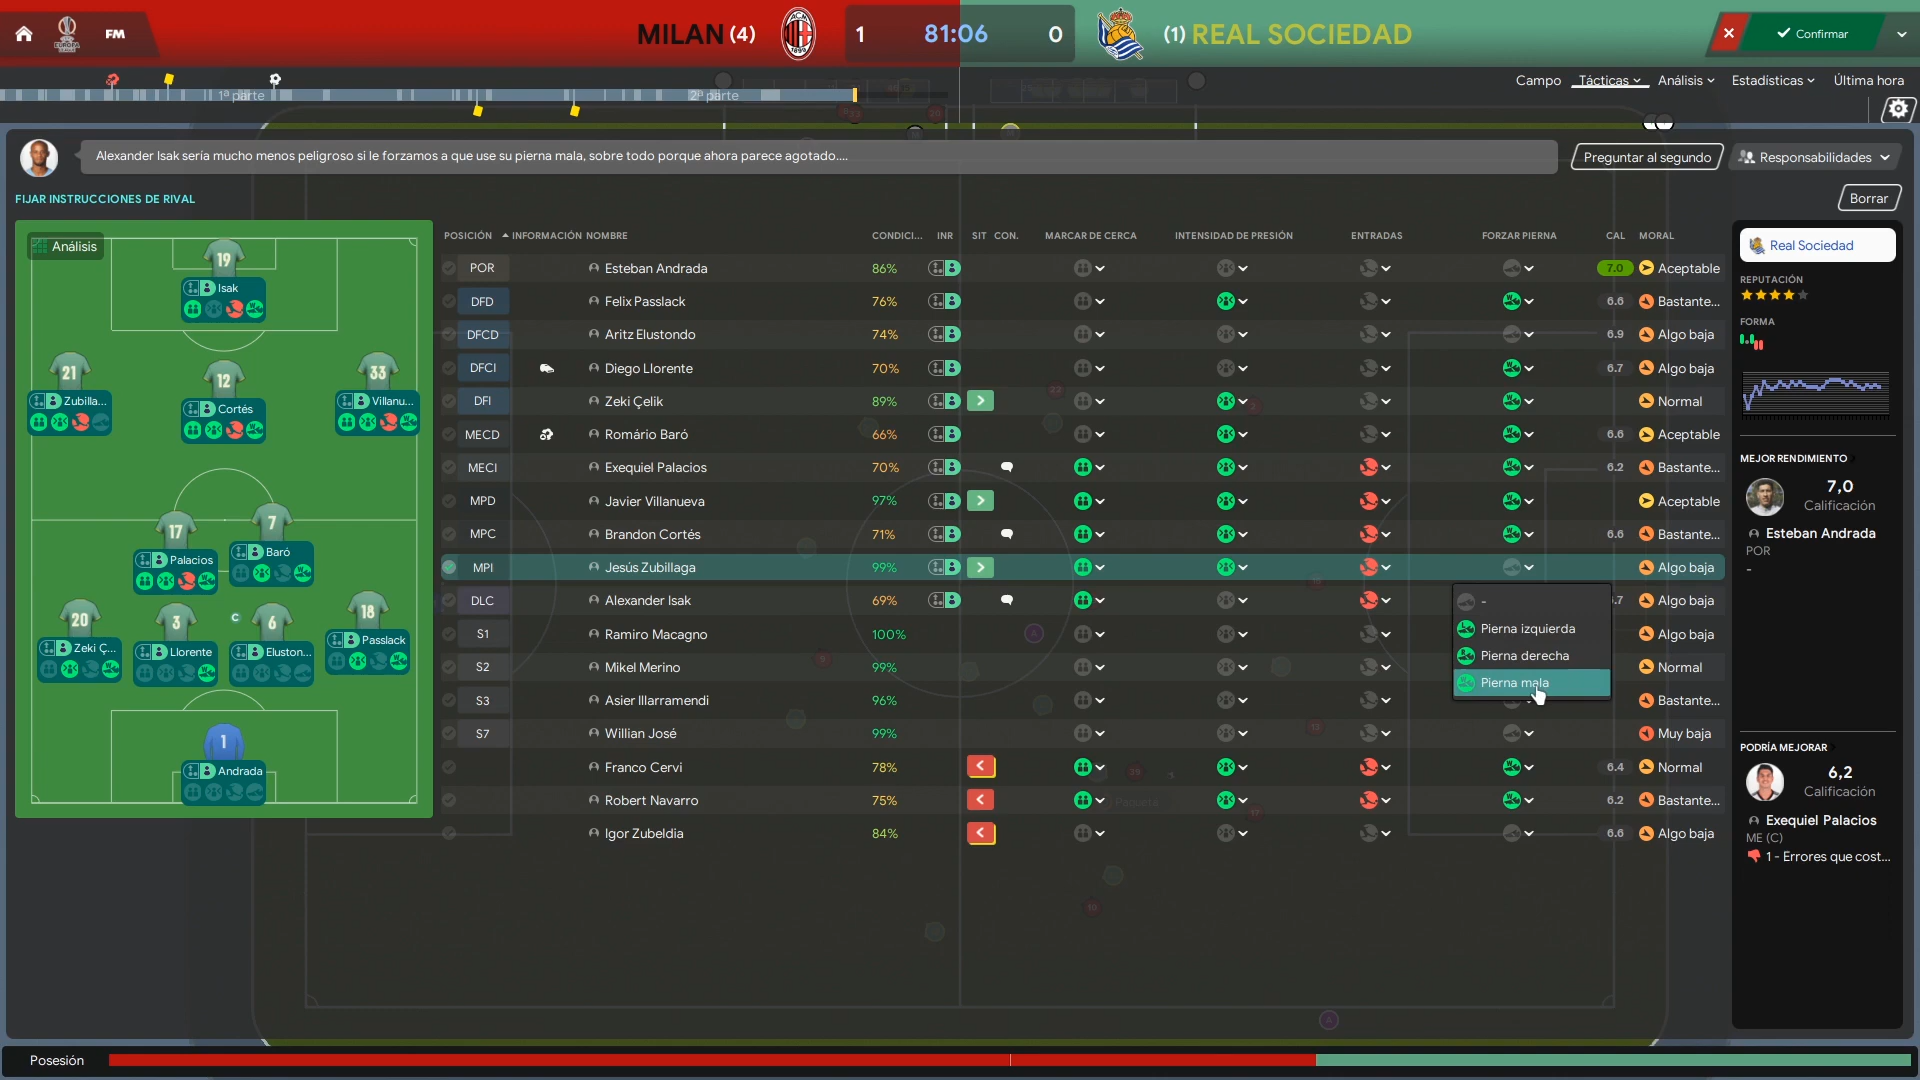 FM
MILAN (4)
1
81:06
0
(1) REAL SOCIEDAD
Confirmar
1ª parte
2ª parte
Campo
Tácticas
Análisis
Estadísticas
Última hora
Alexander Isak sería mucho menos peligroso si le forzamos a que use su pierna mala, sobre todo porque ahora parece agotado....
Preguntar al segundo
Responsabilidades
FIJAR INSTRUCCIONES DE RIVAL
Borrar
Análisis
19
Isak
21
Zubilla...
12
Cortés
33
Villanu...
17
Palacios
7
Baró
20
Zeki Ç...
3
Llorente
C
6
Eluston...
18
Passlack
1
Andrada
POSICIÓN INFORMACIÓN NOMBRE CONDICI... INR SIT CON. MARCAR DE CERCA INTENSIDAD DE PRESIÓN ENTRADAS FORZAR PIERNA CAL MORAL
POR Esteban Andrada 86% 7.0 Aceptable
DFD Felix Passlack 76% 6.6 Bastante...
DFCD Aritz Elustondo 74% 6.9 Algo baja
DFCI Diego Llorente 70% 6.7 Algo baja
DFI Zeki Çelik 89% Normal
MECD Romário Baró 66% 6.6 Aceptable
MECI Exequiel Palacios 70% 6.2 Bastante...
MPD Javier Villanueva 97% Aceptable
MPC Brandon Cortés 71% 6.6 Bastante...
MPI Jesús Zubillaga 99% Algo baja
DLC Alexander Isak 69% .7 Algo baja
S1 Ramiro Macagno 100% Algo baja
S2 Mikel Merino 99% Normal
S3 Asier Illarramendi 96% Bastante...
S7 Willian José 99% Muy baja
Franco Cervi 78% 6.4 Normal
Robert Navarro 75% 6.2 Bastante...
Igor Zubeldia 84% 6.6 Algo baja
-
Pierna izquierda
Pierna derecha
Pierna mala
Real Sociedad
REPUTACIÓN
FORMA
MEJOR RENDIMIENTO
7,0
Calificación
Esteban Andrada
POR
-
PODRÍA MEJORAR
6,2
Calificación
Exequiel Palacios
ME (C)
1 - Errores que cost...
Posesión